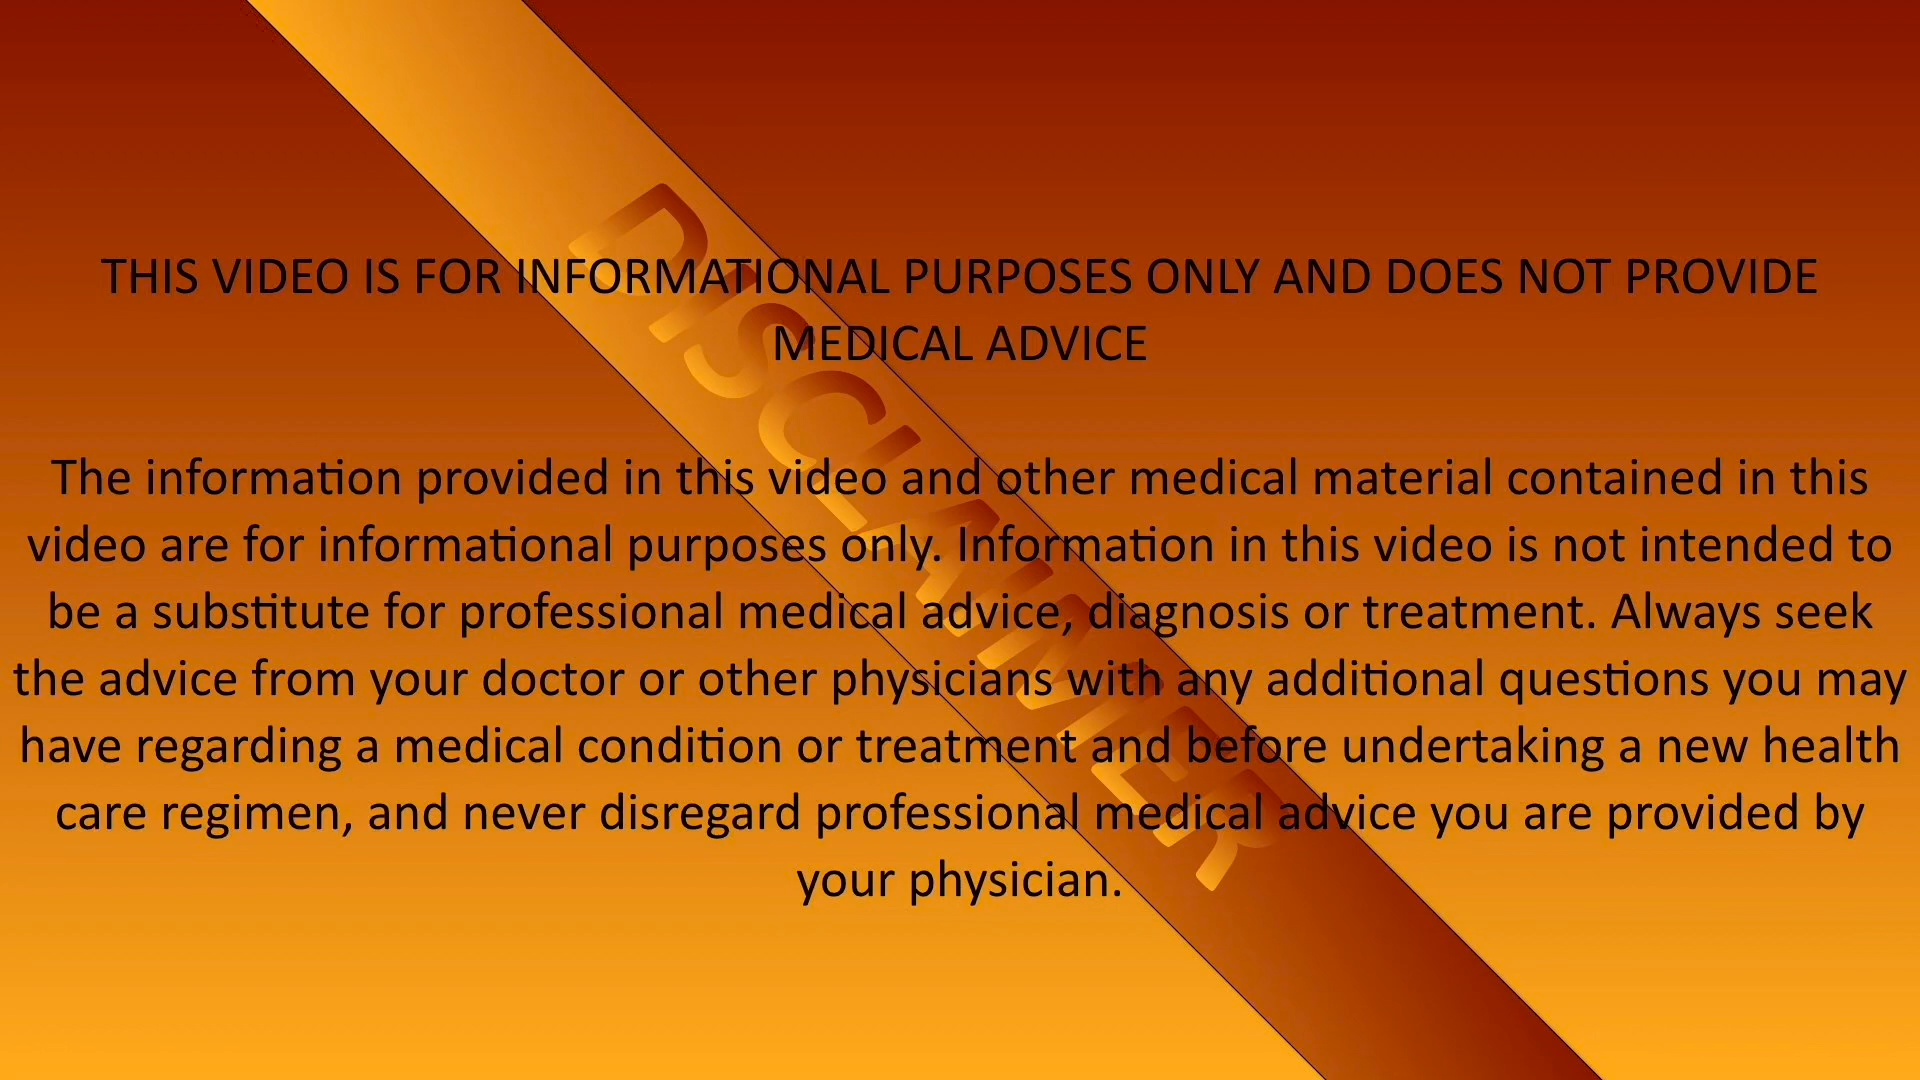 DISCLAIMER
THIS VIDEO IS FOR INFORMATIONAL PURPOSES ONLY AND DOES NOT PROVIDE
MEDICAL ADVICE
The information provided in this video and other medical material contained in this
video are for informational purposes only. Information in this video is not intended to
be a substitute for professional medical advice, diagnosis or treatment. Always seek
the advice from your doctor or other physicians with any additional questions you may
have regarding a medical condition or treatment and before undertaking a new health
care regimen, and never disregard professional medical advice you are provided by
your physician.